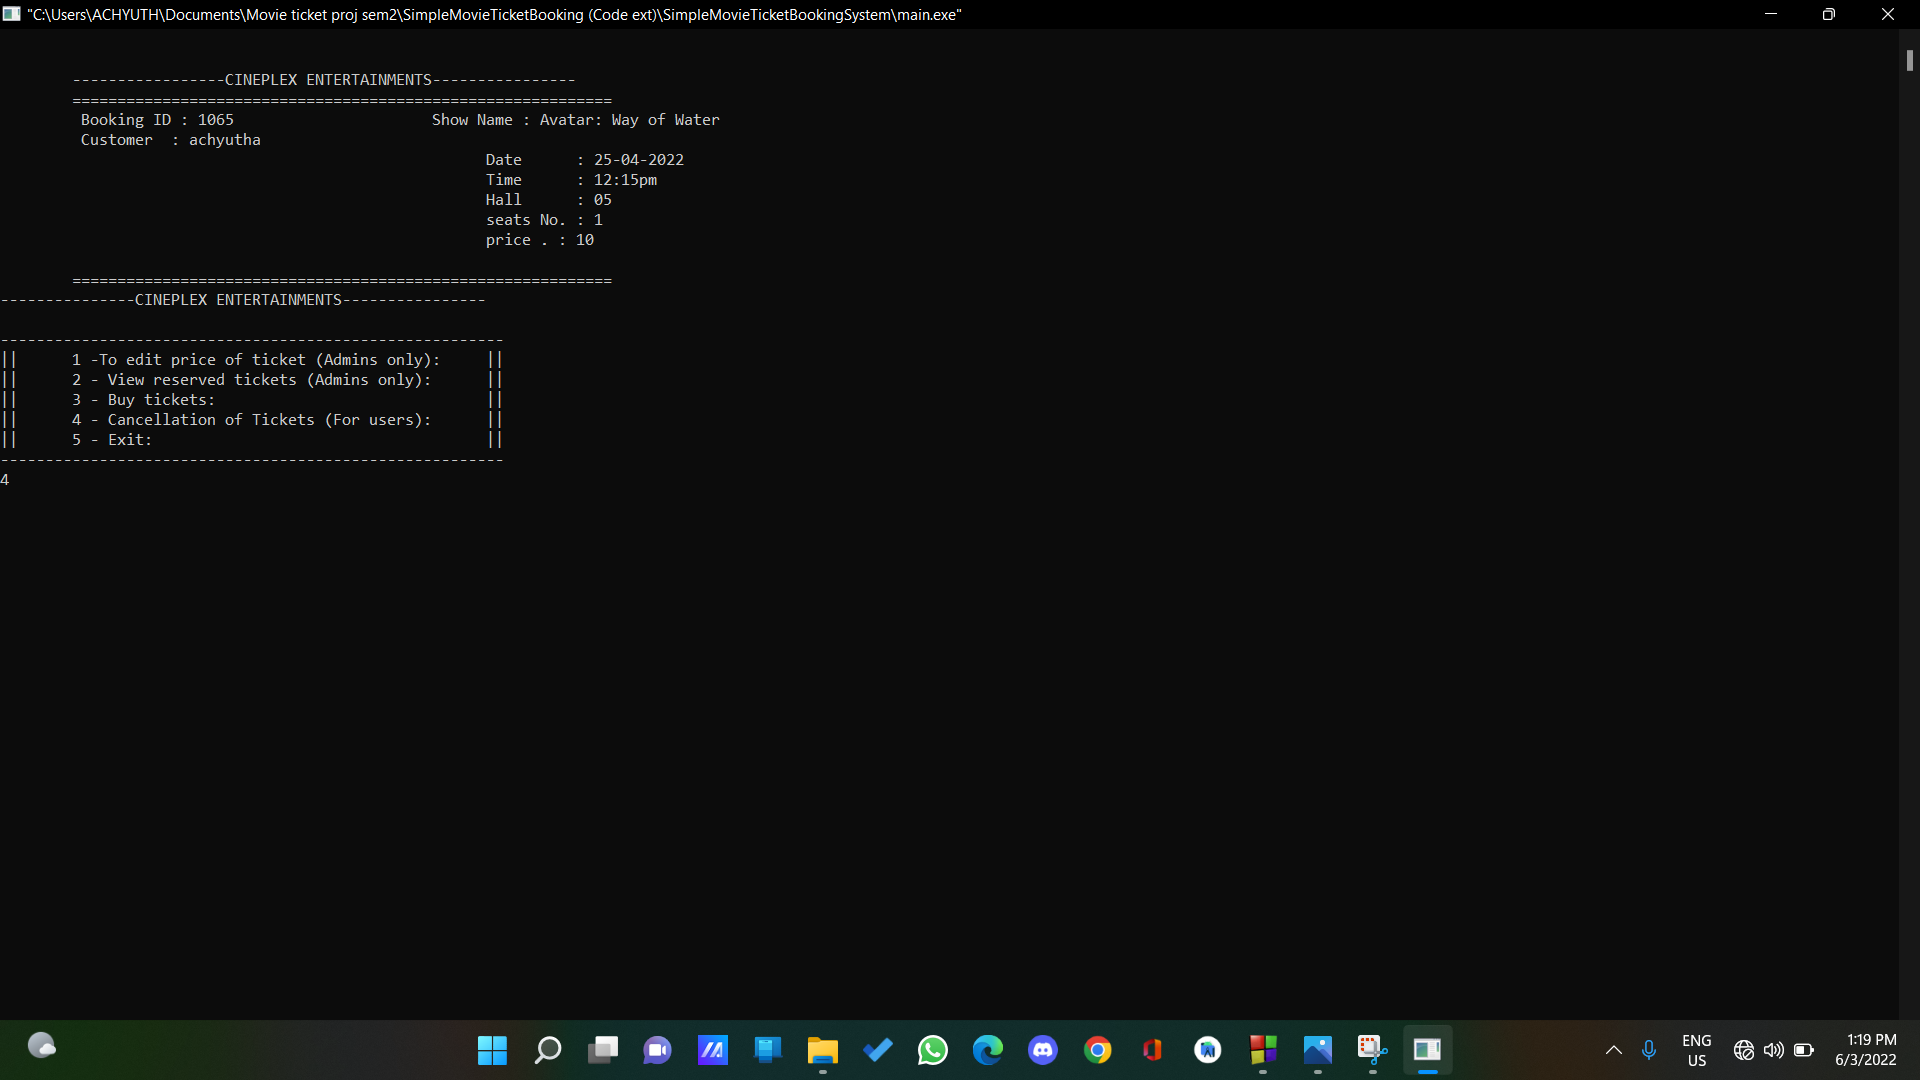 "C:\Users\ACHYUTH\Documents\Movie ticket proj sem2\SimpleMovieTicketBooking (Code ext)\SimpleMovieTicketBookingSystem\main.exe"
-----------------CINEPLEX ENTERTAINMENTS----------------
============================================================
Booking ID : 1065                      Show Name : Avatar: Way of Water
Customer  : achyutha
Date      : 25-04-2022
Time      : 12:15pm
Hall      : 05
seats No. : 1
price . : 10
============================================================
---------------CINEPLEX ENTERTAINMENTS----------------
--------------------------------------------------------
||      1 -To edit price of ticket (Admins only):     ||
||      2 - View reserved tickets (Admins only):      ||
||      3 - Buy tickets:                              ||
||      4 - Cancellation of Tickets (For users):      ||
||      5 - Exit:                                     ||
--------------------------------------------------------
4
ENG
US
1:19 PM
6/3/2022